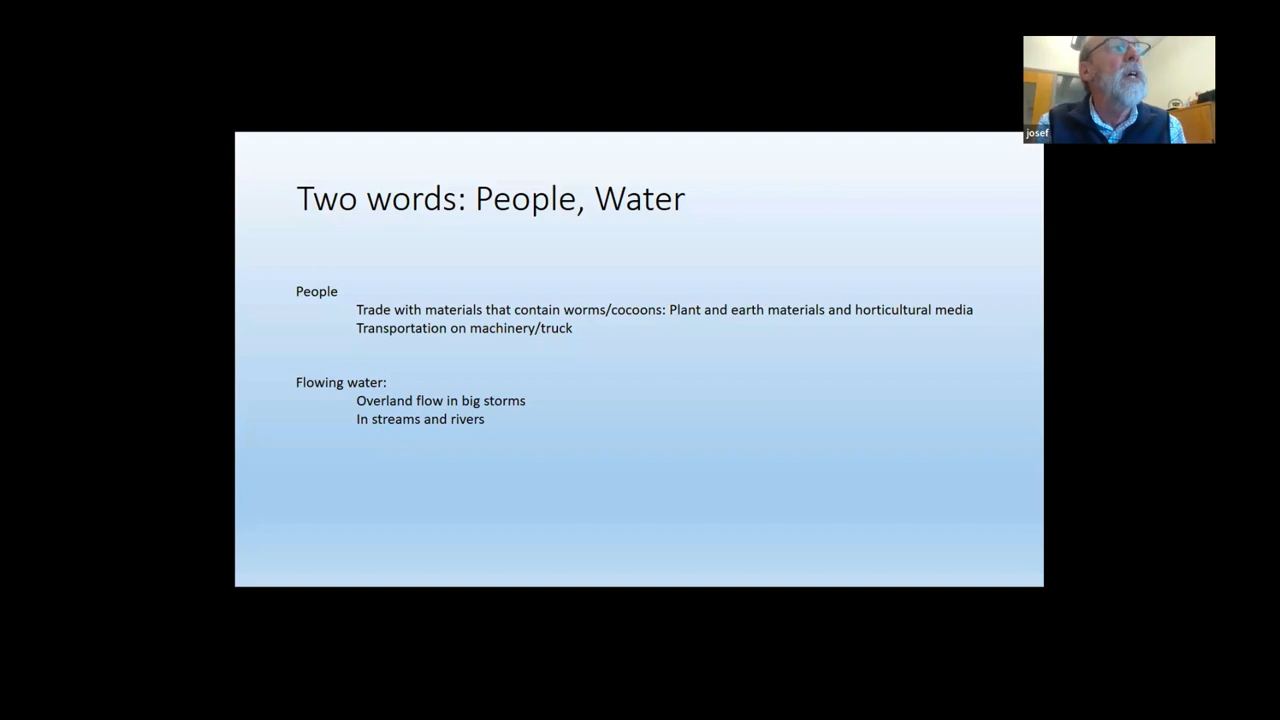 josef
Two words: People, Water
People
Trade with materials that contain worms/cocoons: Plant and earth materials and horticultural media
Transportation on machinery/truck
Flowing water:
Overland flow in big storms
In streams and rivers